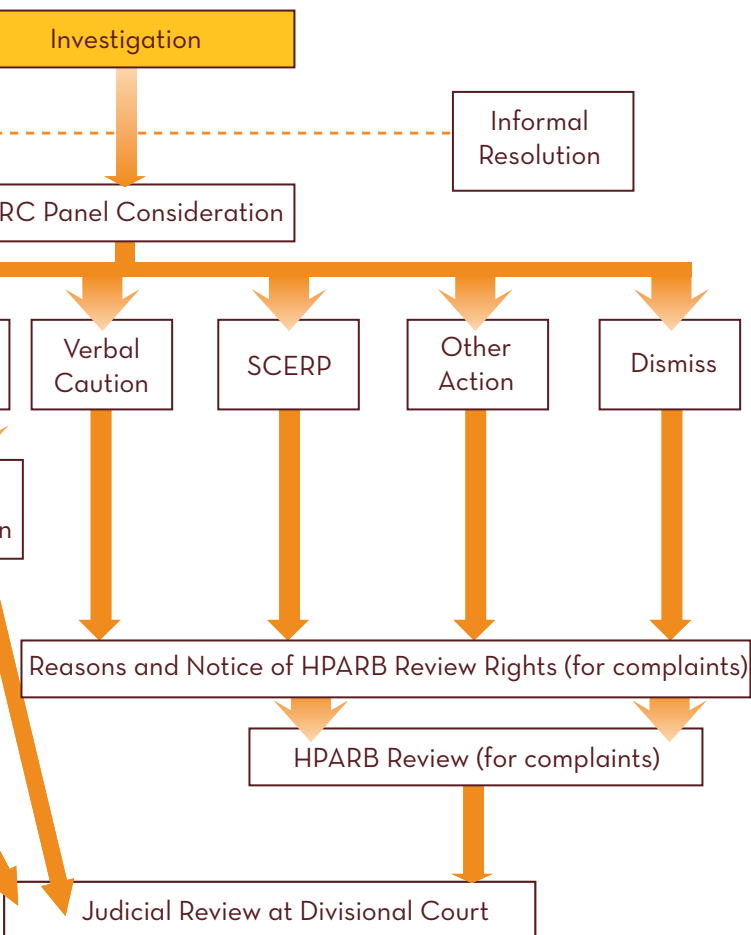 Investigation
Informal
Resolution
RC Panel Consideration
Verbal
Caution
SCERP
Other
Action
Dismiss
n
Reasons and Notice of HPARB Review Rights (for complaints)
HPARB Review (for complaints)
Judicial Review at Divisional Court